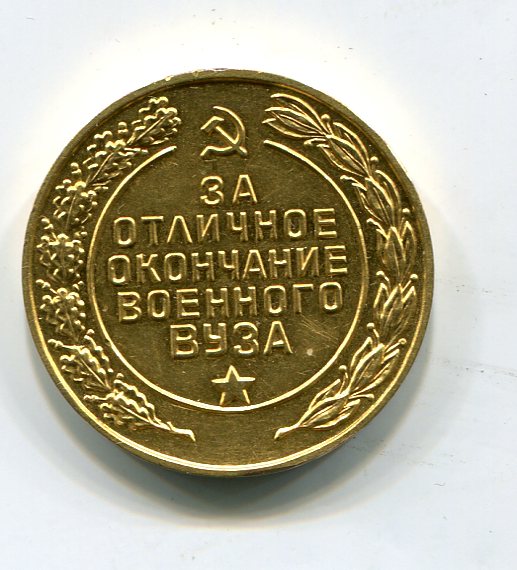 ЗА
ОТЛИЧНОЕ
ОКОНЧАНИЕ
ВОЕННОГО
ВУЗА